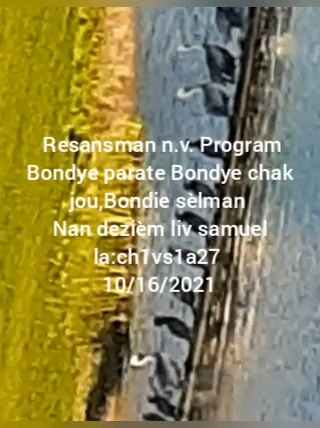 Resansman n.v. Program
Bondye parate Bondye chak
jou,Bondie sèlman
Nan dezièm liv samuel
la:ch1vs1a27
10/16/2021